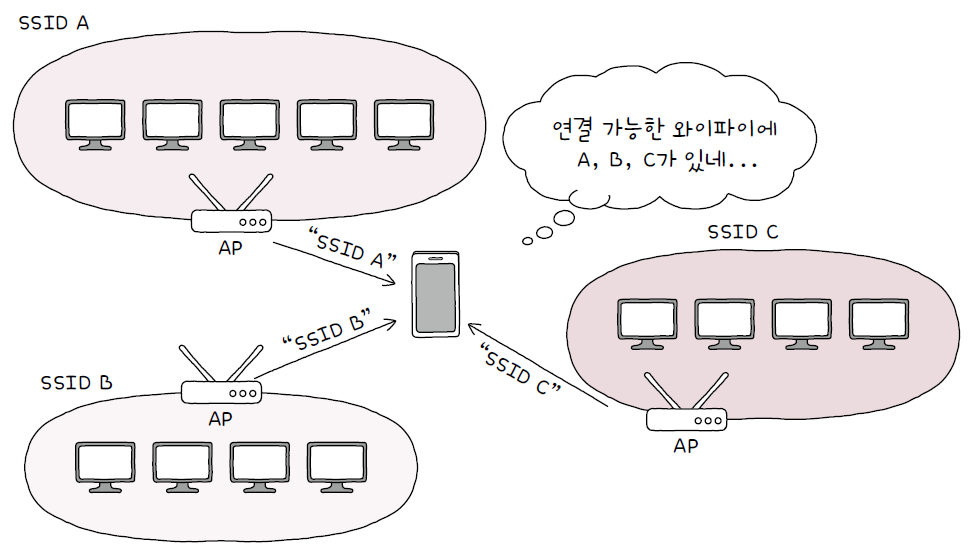 SSID A
연결 가능한 와이파이에
A, B, C가 있네...
AP
“SSID A”
SSID C
“SSID B”
“SSID C”
SSID B
AP
AP